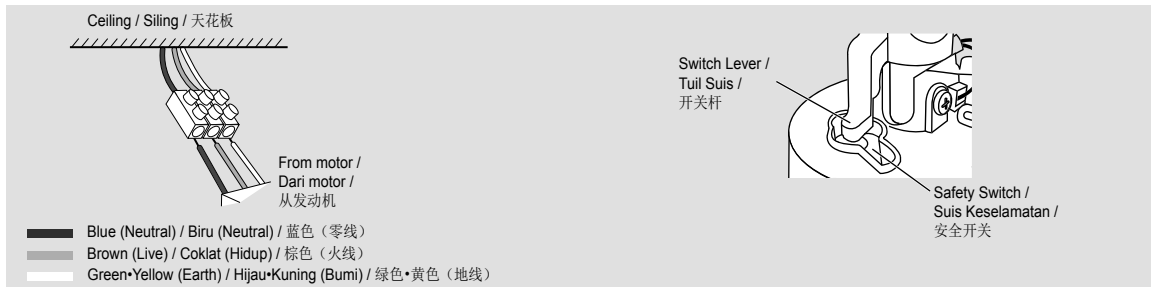 Ceiling / Siling / 天花板
From motor /
Dari motor /
从发动机
Blue (Neutral) / Biru (Neutral) / 蓝色（零线）
Brown (Live) / Coklat (Hidup) / 棕色（火线）
Green•Yellow (Earth) / Hijau•Kuning (Bumi) / 绿色•黄色（地线）
Switch Lever /
Tuil Suis /
开关杆
Safety Switch /
Suis Keselamatan /
安全开关